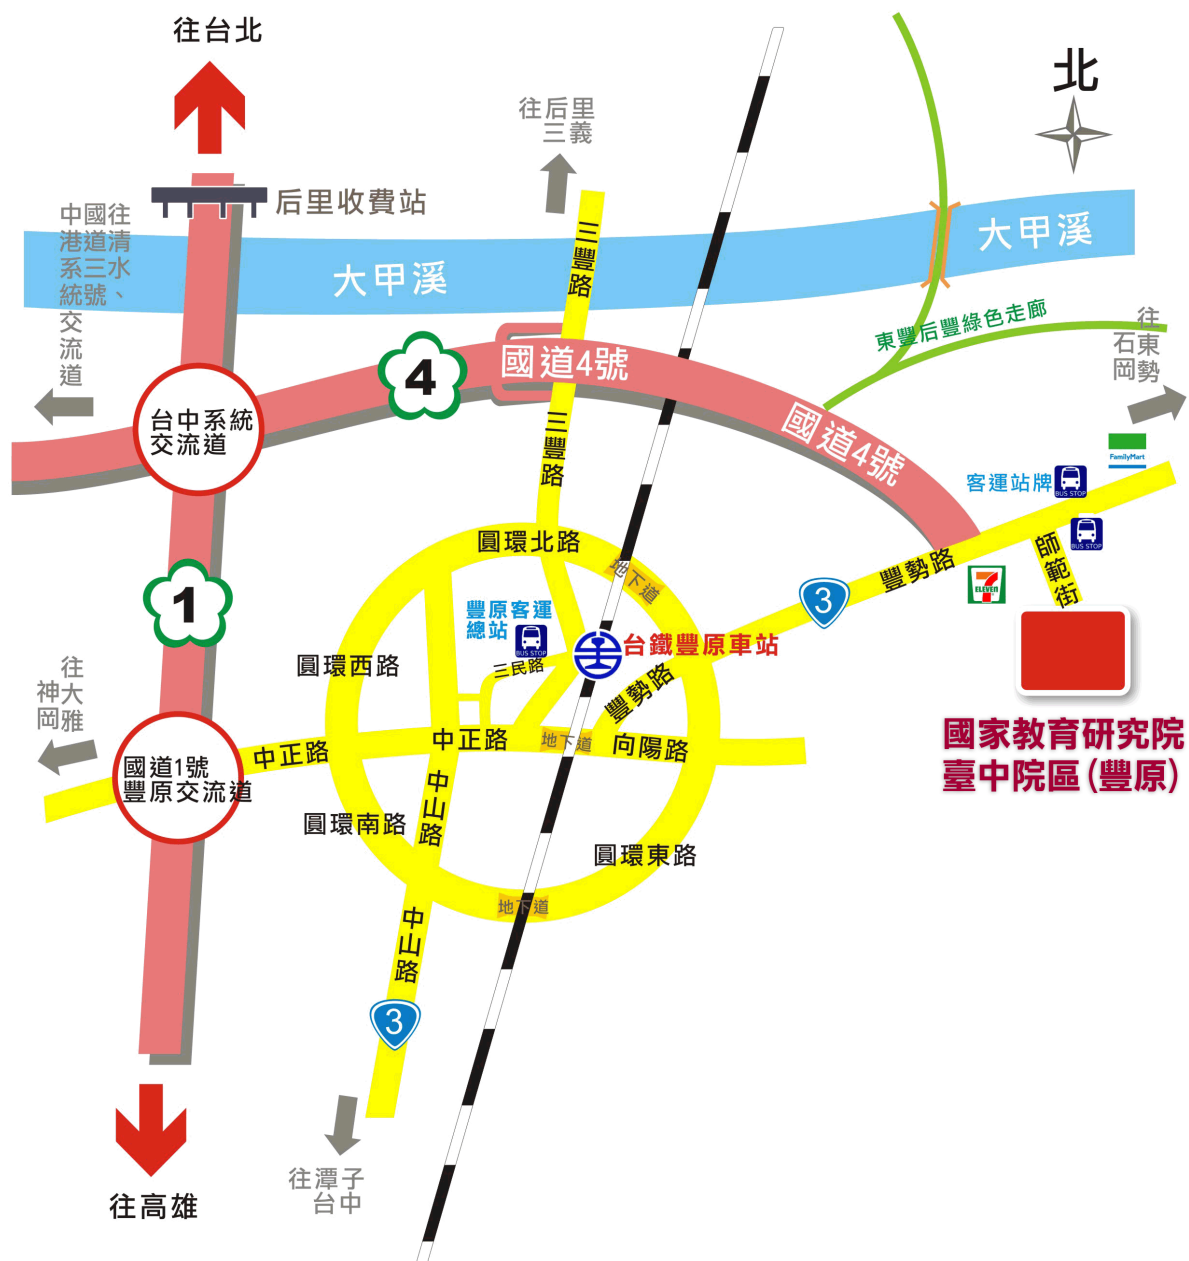 往台北
北
往后里
三義
后里收費站
往清水、
國道三號
中港系統交流道
大甲溪
大甲溪
三豐路
東豐后豐綠色走廊
往東勢
石岡
國道4號
4
國道4號
台中系統
交流道
三豐路
FamilyMart
客運站牌
BUS STOP
BUS STOP
圓環北路
地下道
師範街
豐勢路
7
ELEVEN
3
1
豐原客運
總站
BUS STOP
台鐵豐原車站
三民路
圓環西路
豐勢路
往大雅
神岡
國家教育研究院
臺中院區(豐原)
中正路
中正路
地下道
向陽路
國道1號
豐原交流道
中山路
圓環南路
圓環東路
地下道
中山路
3
往潭子
台中
往高雄